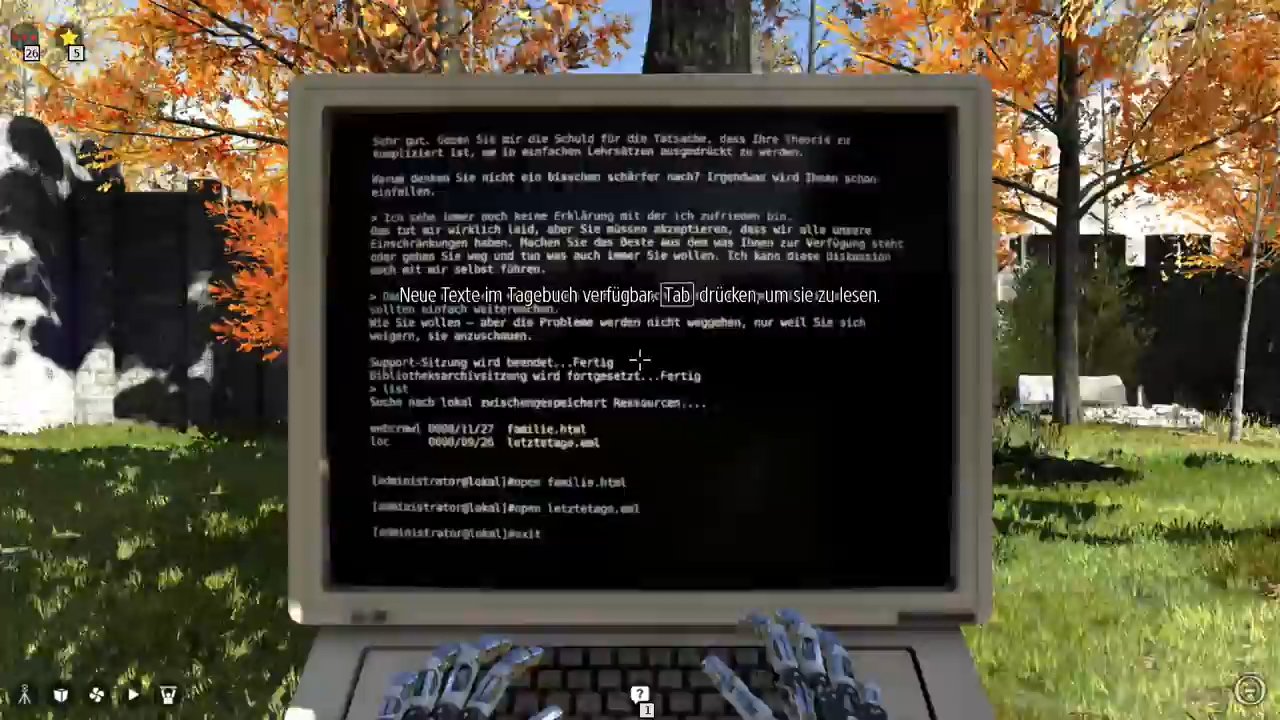 26
5
Sehr gut. Geben Sie mir die Schuld für die Tatsache, dass Ihre Theorie zu
kompliziert ist, um in einfachen Lehrsätzen ausgedrückt zu werden.
Warum denken Sie nicht ein bisschen schärfer nach? Irgendwas wird Ihnen schon
einfallen.
> Ich sehe immer noch keine Erklärung mit der ich zufrieden bin.
Das tut mir wirklich laid, aber Sie müssen akzeptieren, dass wir alle unsere
Einschränkungen haben. Machen Sie das Beste aus dem was Ihnen zur Verfügung steht
oder gehen Sie weg und tun was auch immer Sie wollen. Ich kann diese Diskussion
auch mit mir selbst führen.
Neue Texte im Tagebuch verfügbar. Tab drücken, um sie zu lesen.
sollten einfach weitermachen.
Wie Sie wollen – aber die Probleme werden nicht weggehen, nur weil Sie sich
weigern, sie anzuschauen.
Support-Sitzung wird beendet...Fertig
Bibliotheksarchivsitzung wird fortgesetzt...Fertig
> list
Suche nach lokal zwischengespeichert Ressourcen....
webcrawl 0000/11/27 familie.html
loc 0000/09/26 letztetage.eml
[administrator@lokal]#open familie.html
[administrator@lokal]#open letztetage.eml
[administrator@lokal]#exit
?
1